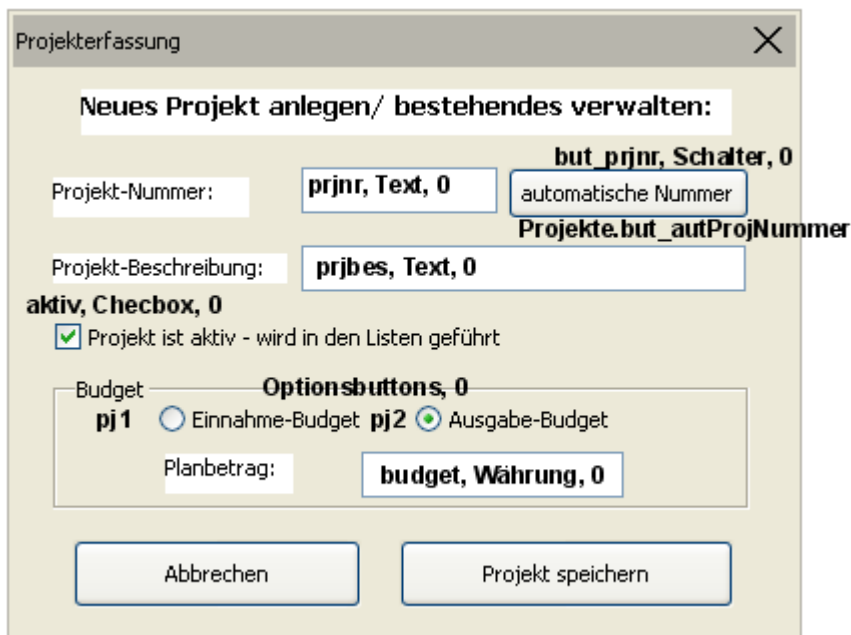 Projekterfassung
Neues Projekt anlegen/ bestehendes verwalten:
but_prjnr, Schalter, 0
Projekt-Nummer: prjnr, Text, 0 automatische Nummer
Projekte.but_autProjNummer
Projekt-Beschreibung: prjbes, Text, 0
aktiv, Checbox, 0
Projekt ist aktiv - wird in den Listen geführt
Budget Optionsbuttons, 0
pj1 Einnahme-Budget pj2 Ausgabe-Budget
Planbetrag: budget, Währung, 0
Abbrechen Projekt speichern